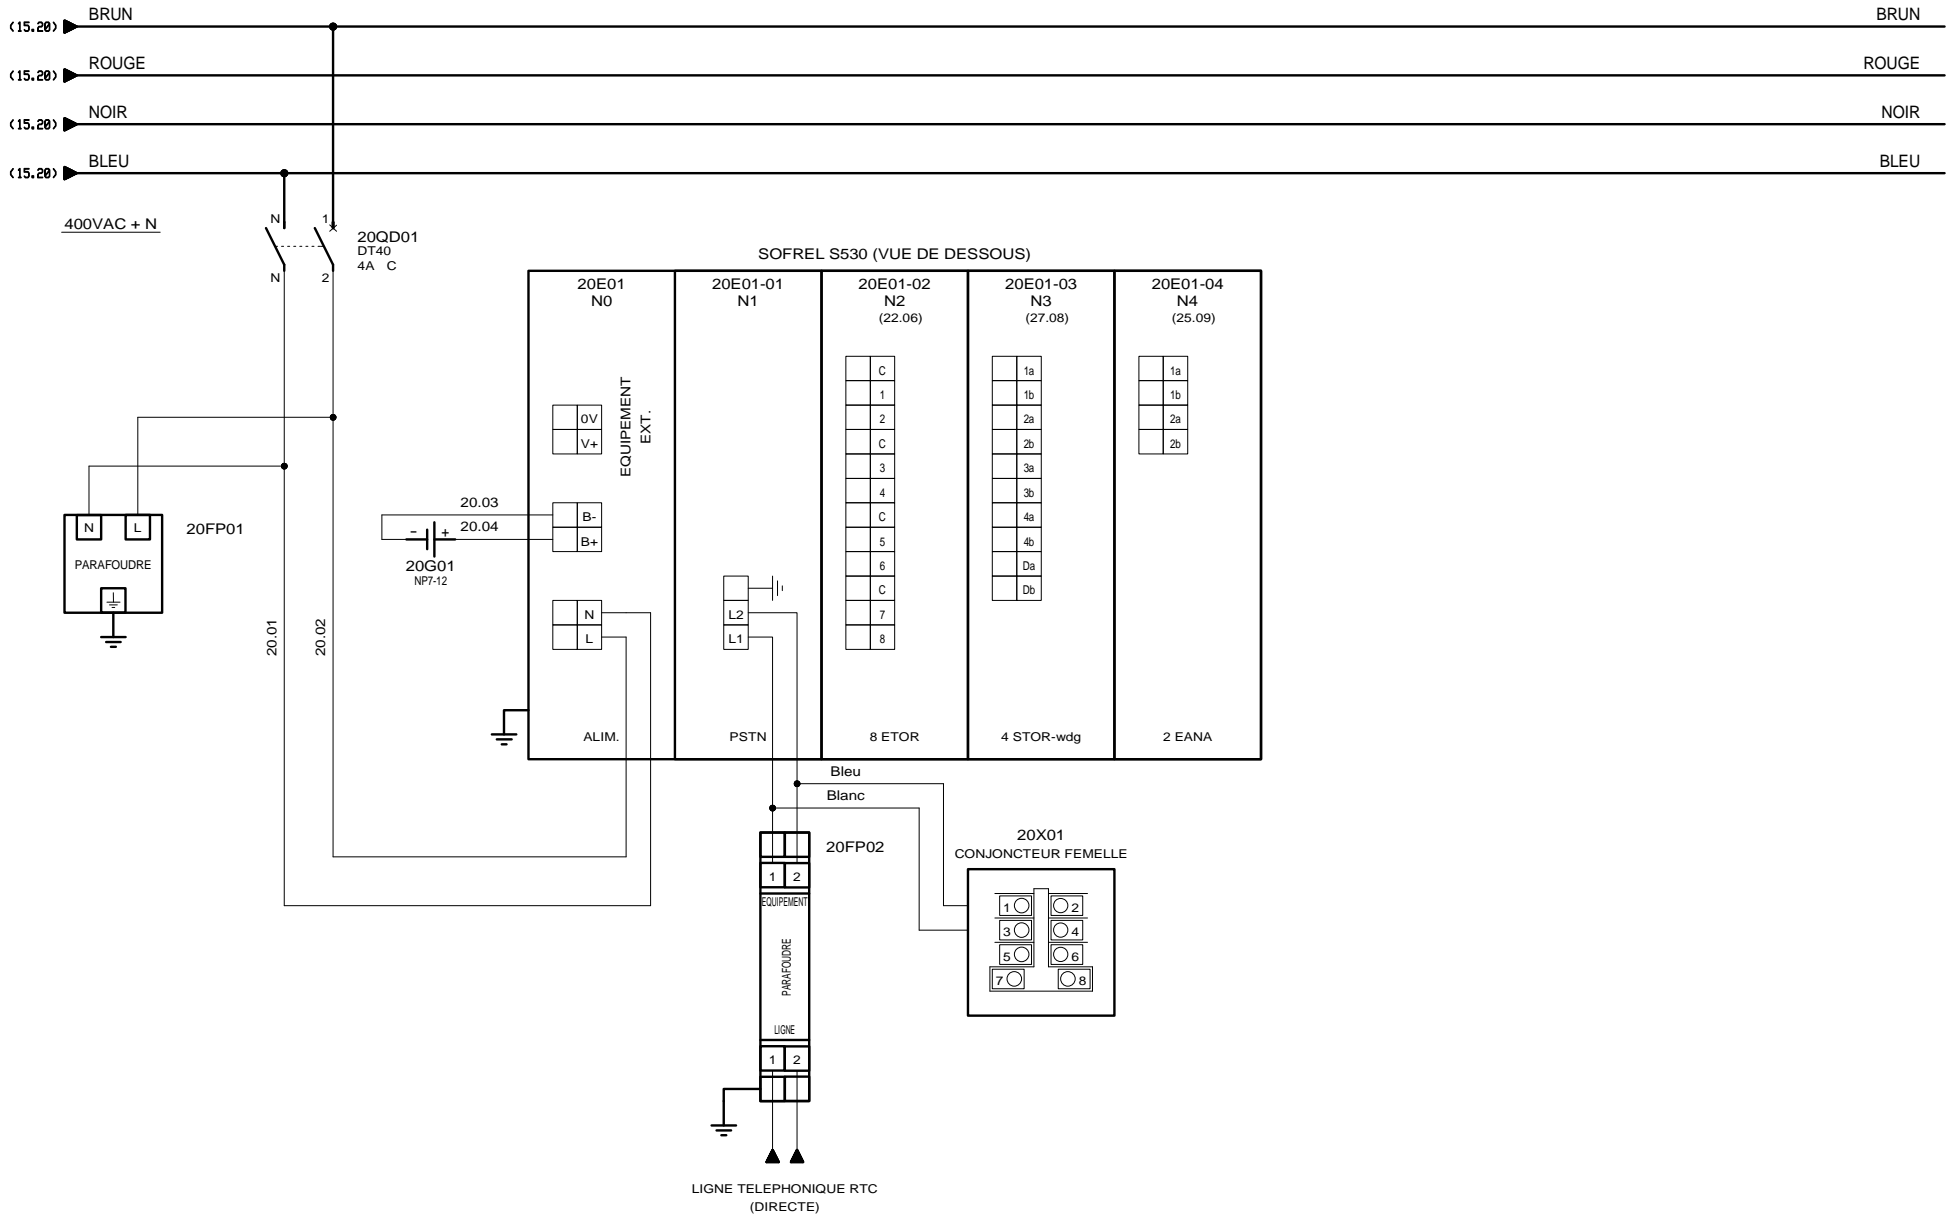 (15.20) BRUN BRUN
(15.20) ROUGE ROUGE
(15.20) NOIR NOIR
(15.20) BLEU BLEU
400VAC + N
N 1
20QD01
DT40
4A C
N 2
SOFREL S530 (VUE DE DESSOUS)
20E01 20E01-01 20E01-02 20E01-03 20E01-04
N0 N1 N2 N3 N4
(22.06) (27.08) (25.09)
EQUIPEMENT
EXT.
0V
V+
20.03 B-
20.04 B+
- +
20G01
NP7-12
N
L
ALIM.
L2
L1
PSTN
C
1
2
C
3
4
C
5
6
C
7
8
8 ETOR
1a
1b
2a
2b
3a
3b
4a
4b
Da
Db
4 STOR-wdg
1a
1b
2a
2b
2 EANA
N L
20FP01
PARAFOUDRE
20.01
20.02
Bleu
Blanc
20FP02
1 2
EQUIPEMENT
PARAFOUDRE
LIGNE
1 2
20X01
CONJONCTEUR FEMELLE
1 2
3 4
5 6
7 8
LIGNE TELEPHONIQUE RTC
(DIRECTE)